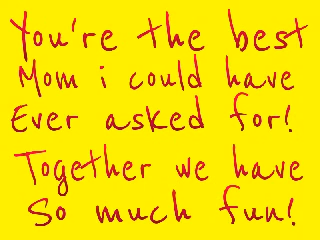 You're the best
Mom i could have
Ever asked for!
Together we have
So much fun!